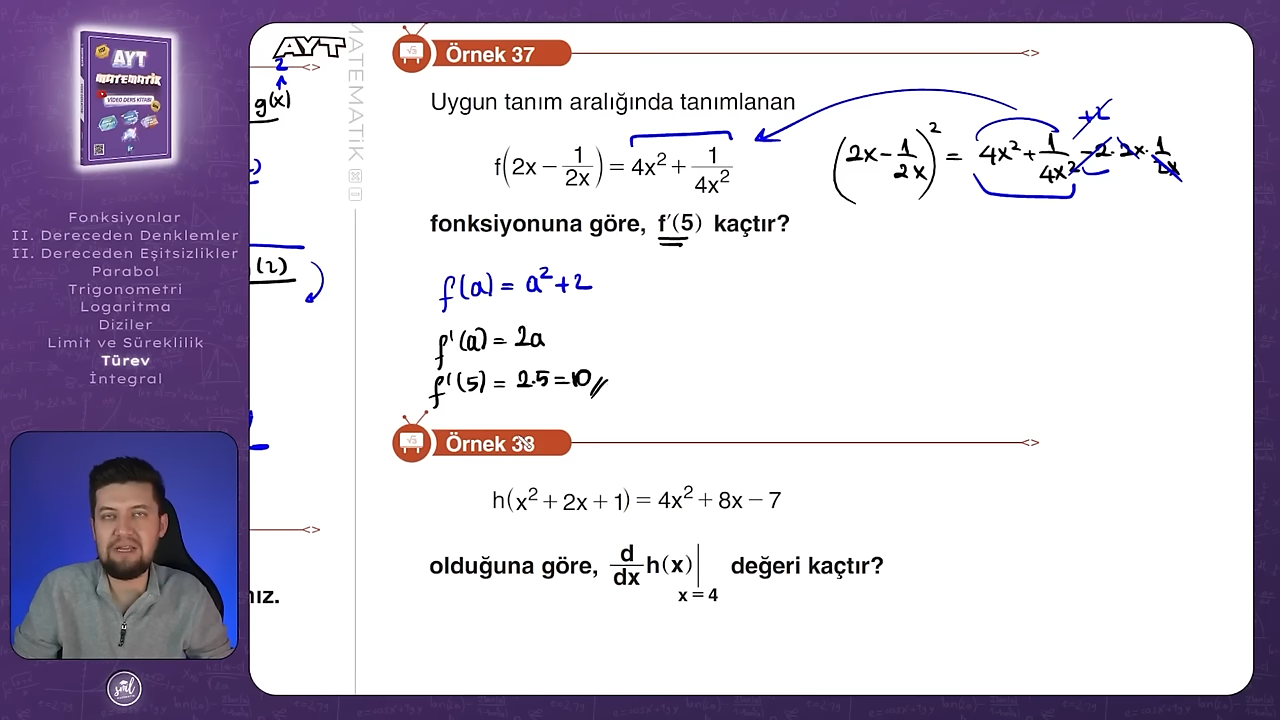 AYT
MATEMATİK
VİDEO DERS KİTABI
Fonksiyonlar
II. Dereceden Denklemler
II. Dereceden Eşitsizlikler
Parabol
Trigonometri
Logaritma
Diziler
Limit ve Süreklilik
Türev
İntegral
AYT
2
g(x)
(2)
nız.
MATEMATİK
Örnek 37
Uygun tanım aralığında tanımlanan
f(2x − 1/2x) = 4x² + 1/4x²
(2x − 1/2x)² = 4x² + 1/4x² − 2·2x·1/2x
+2
fonksiyonuna göre, f'(5) kaçtır?
f(a) = a² + 2
f'(a) = 2a
f'(5) = 2.5 = 10//
Örnek 38
h(x² + 2x + 1) = 4x² + 8x − 7
olduğuna göre, d/dx h(x)| x = 4 değeri kaçtır?